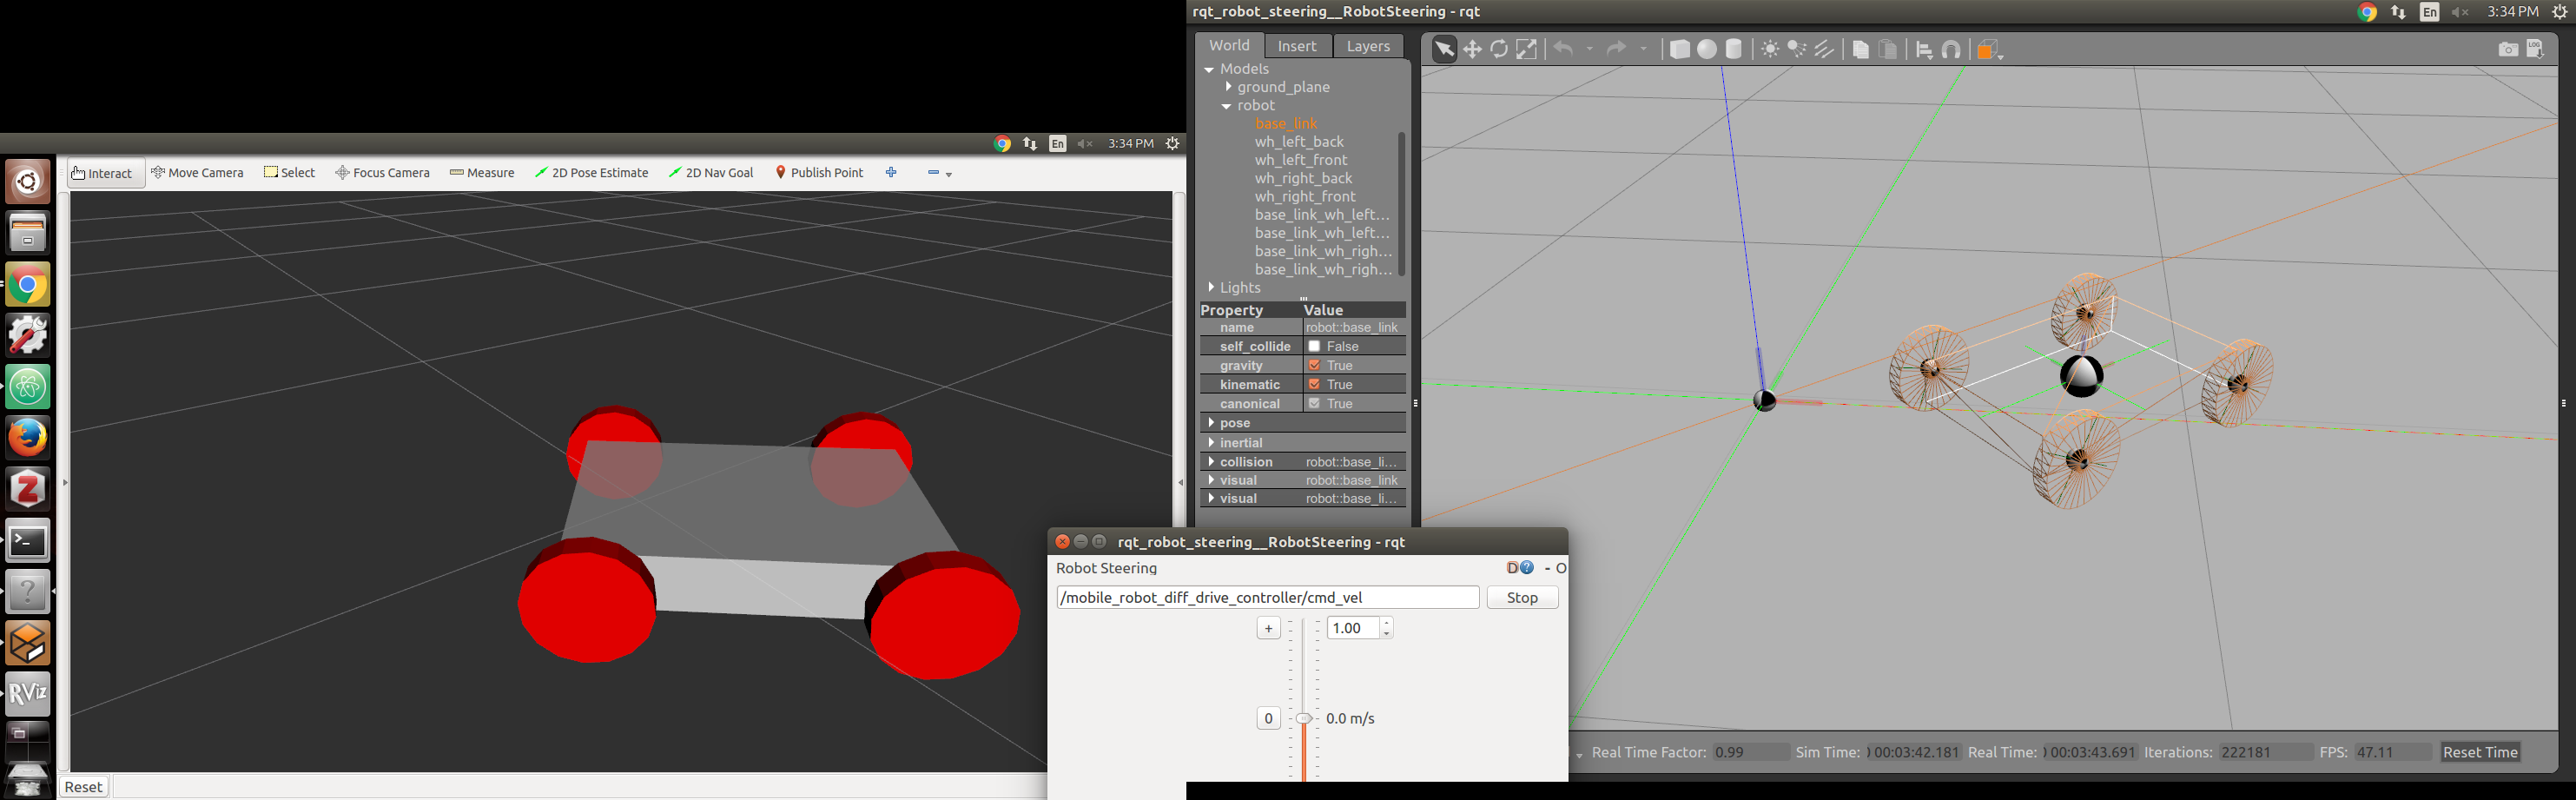 rqt_robot_steering__RobotSteering - rqt
En
3:34 PM
World
Insert
Layers
LOG
Models
ground_plane
robot
base_link
wh_left_back
wh_left_front
wh_right_back
wh_right_front
base_link_wh_left...
base_link_wh_left...
base_link_wh_righ...
base_link_wh_righ...
Lights
Property Value
name robot::base_link
self_collide False
gravity True
kinematic True
canonical True
pose
inertial
collision robot::base_li...
visual robot::base_link
visual robot::base_li...
En
3:34 PM
Interact
Move Camera
Select
Focus Camera
Measure
2D Pose Estimate
2D Nav Goal
Publish Point
Z
>_
?
RViz
Reset
rqt_robot_steering__RobotSteering - rqt
Robot Steering
D ? - O
/mobile_robot_diff_drive_controller/cmd_vel
Stop
+
1.00
0
0.0 m/s
Real Time Factor: 0.99 Sim Time: 00:03:42.181 Real Time: 00:03:43.691 Iterations: 222181 FPS: 47.11 Reset Time